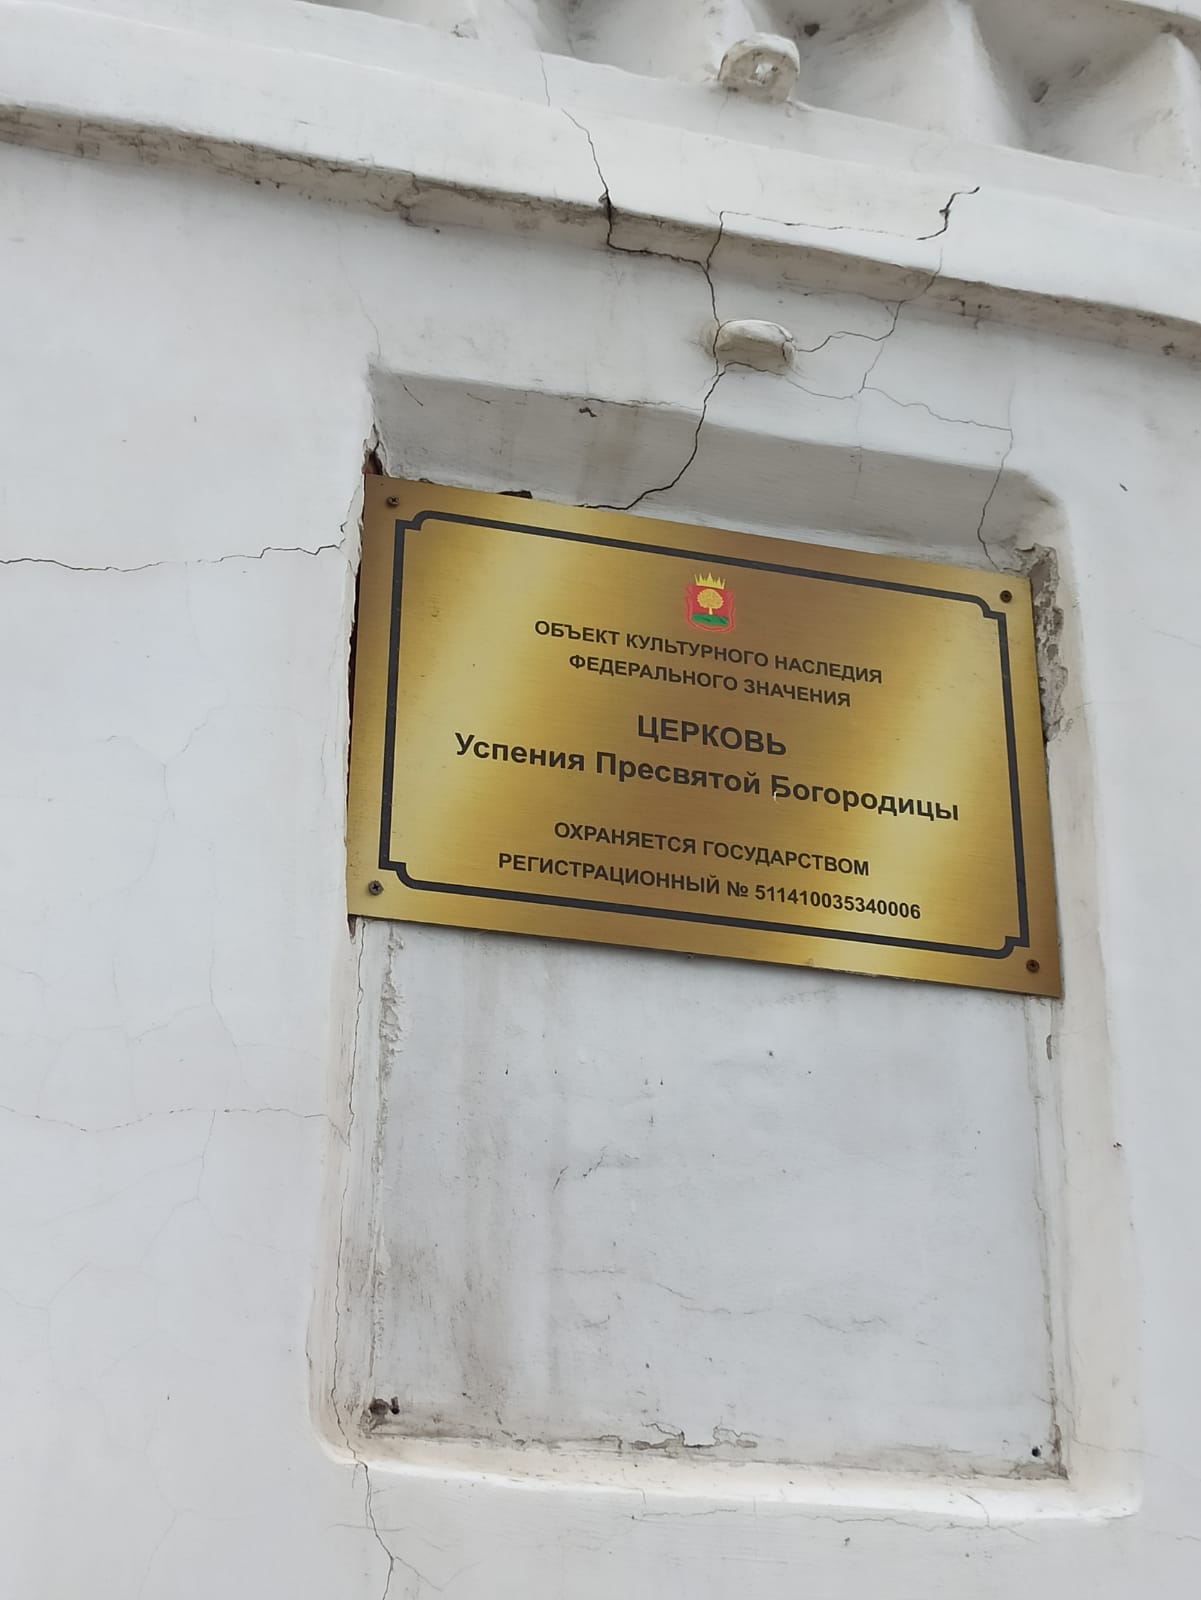 ОБЪЕКТ КУЛЬТУРНОГО НАСЛЕДИЯ
ФЕДЕРАЛЬНОГО ЗНАЧЕНИЯ
ЦЕРКОВЬ
Успения Пресвятой Богородицы
ОХРАНЯЕТСЯ ГОСУДАРСТВОМ
РЕГИСТРАЦИОННЫЙ № 511410035340006